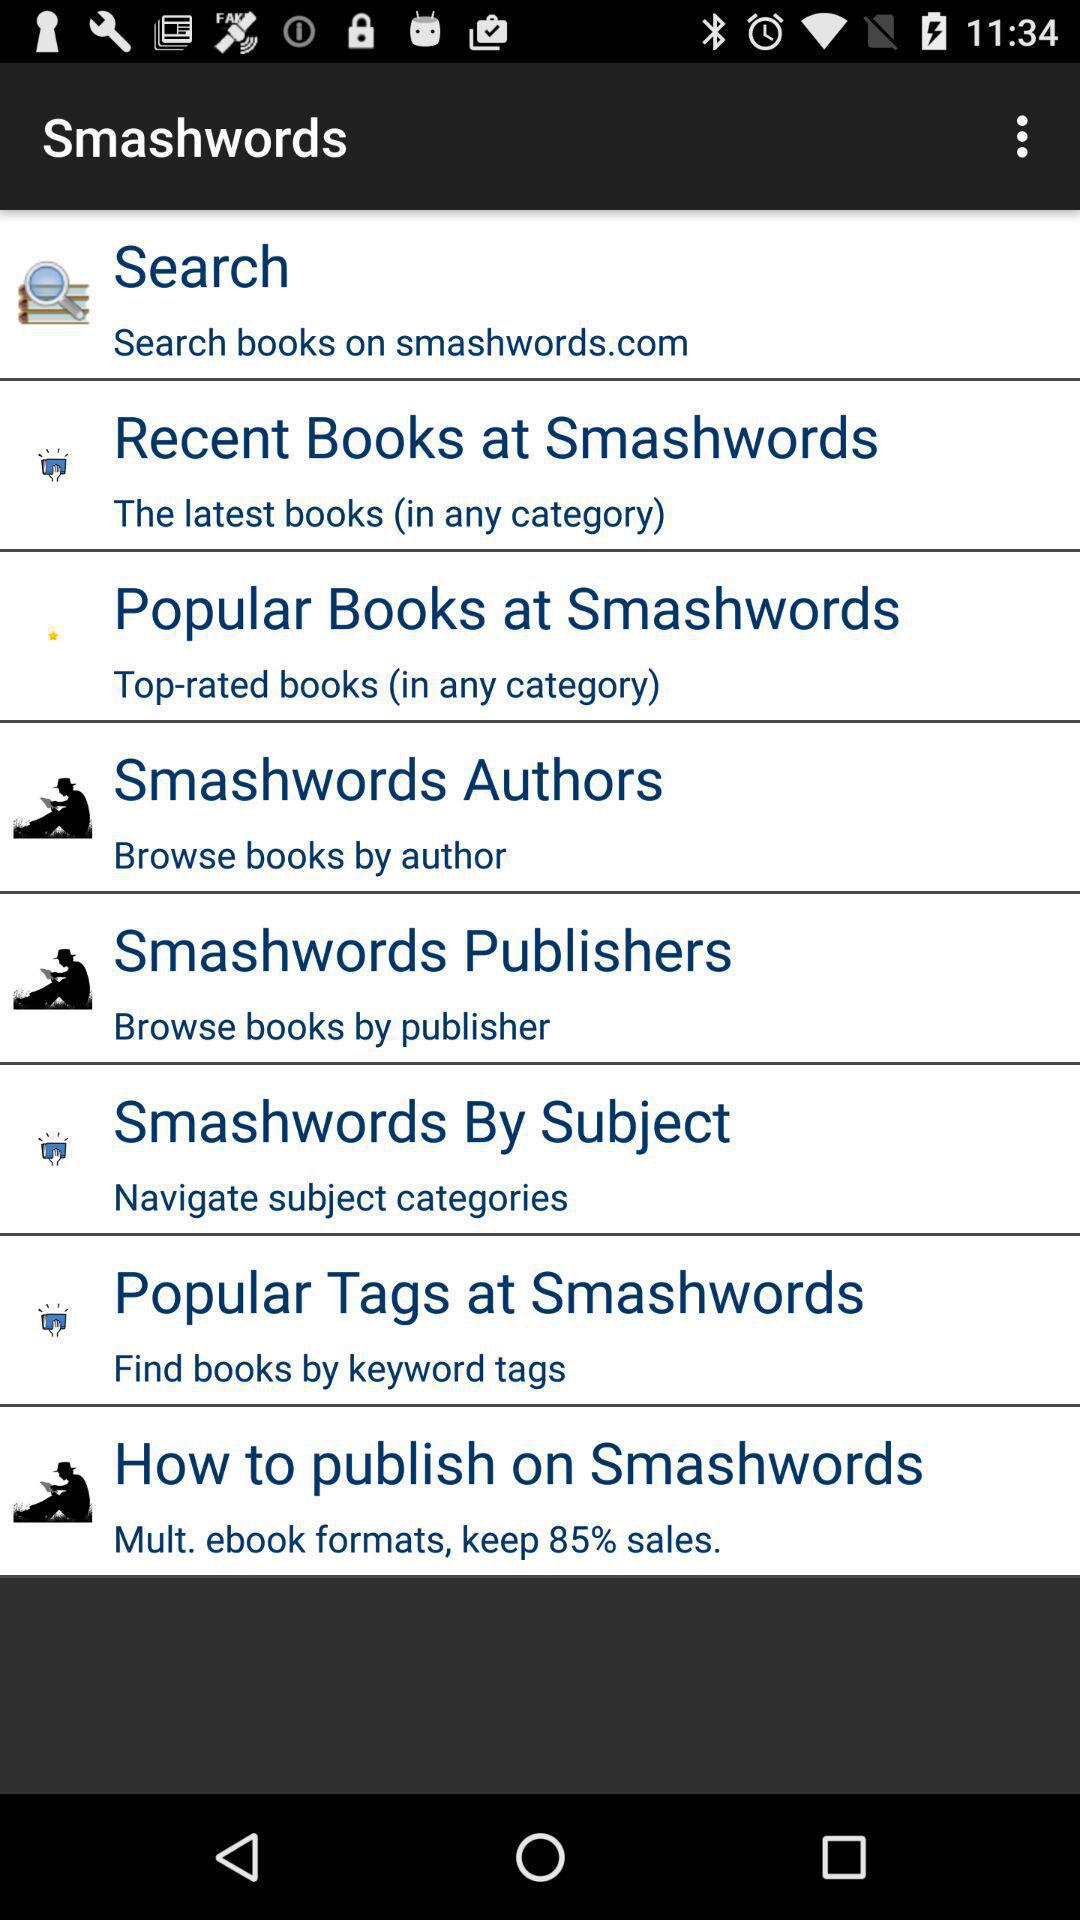 FAKE
11:34
Smashwords
Search
Search books on smashwords.com
Recent Books at Smashwords
The latest books (in any category)
Popular Books at Smashwords
Top-rated books (in any category)
Smashwords Authors
Browse books by author
Smashwords Publishers
Browse books by publisher
Smashwords By Subject
Navigate subject categories
Popular Tags at Smashwords
Find books by keyword tags
How to publish on Smashwords
Mult. ebook formats, keep 85% sales.